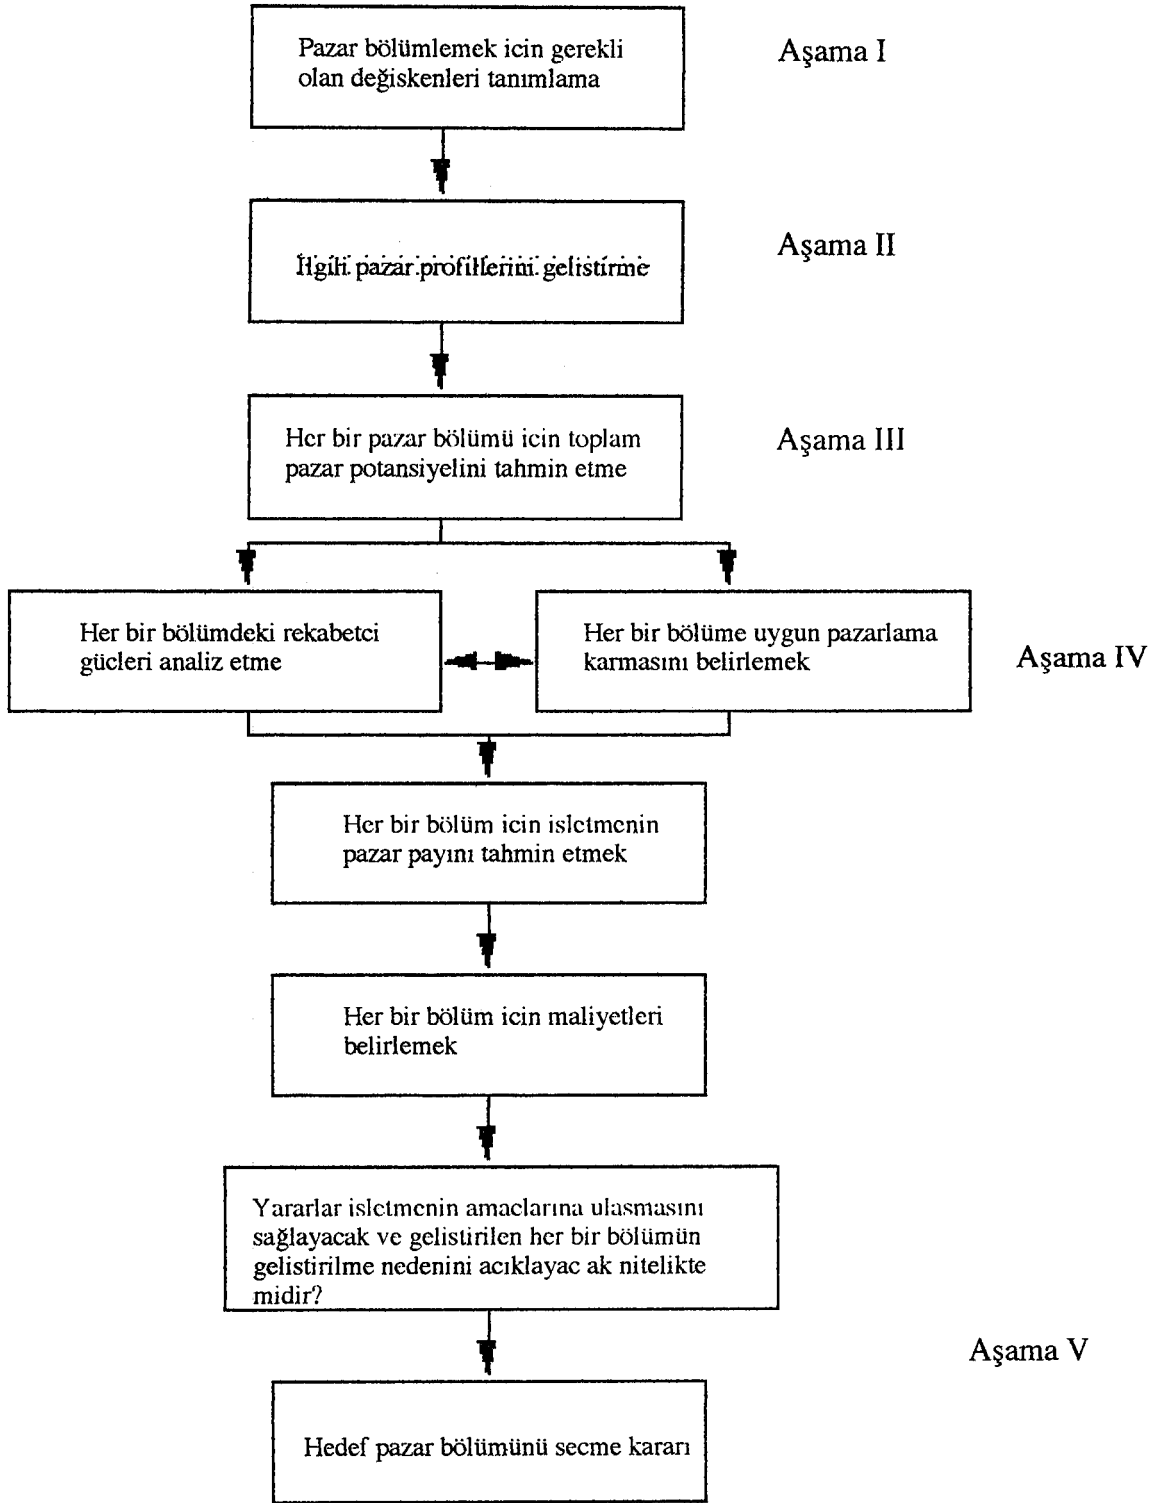 Pazar bölümlemek icin gerekli
olan değiskenleri tanımlama
Aşama I
İlgili pazar profillerini gelistirme
Aşama II
Her bir pazar bölümü icin toplam
pazar potansiyelini tahmin etme
Aşama III
Her bir bölümdeki rekabetci
gücleri analiz etme
Her bir bölüme uygun pazarlama
karmasını belirlemek
Aşama IV
Her bir bölüm icin isletmenin
pazar payını tahmin etmek
Her bir bölüm icin maliyetleri
belirlemek
Yararlar isletmenin amaclarına ulasmasını
sağlayacak ve gelistirilen her bir bölümün
gelistirilme nedenini acıklayac ak nitelikte
midir?
Aşama V
Hedef pazar bölümünü secme kararı